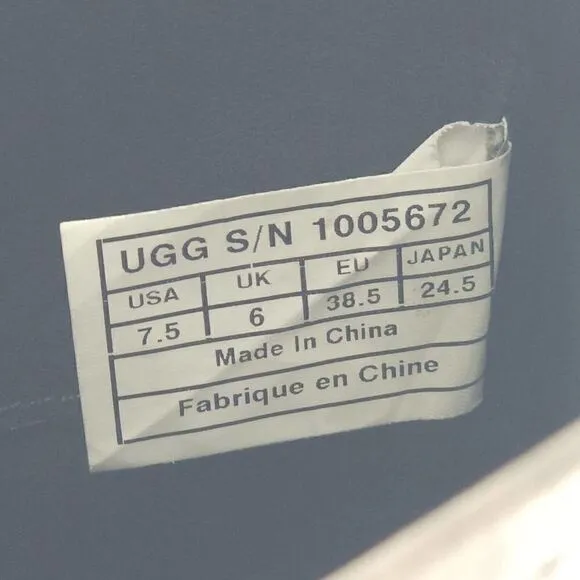 UGG S/N 1005672
USA UK EU JAPAN
7.5 6 38.5 24.5
Made In China
Fabrique en Chine